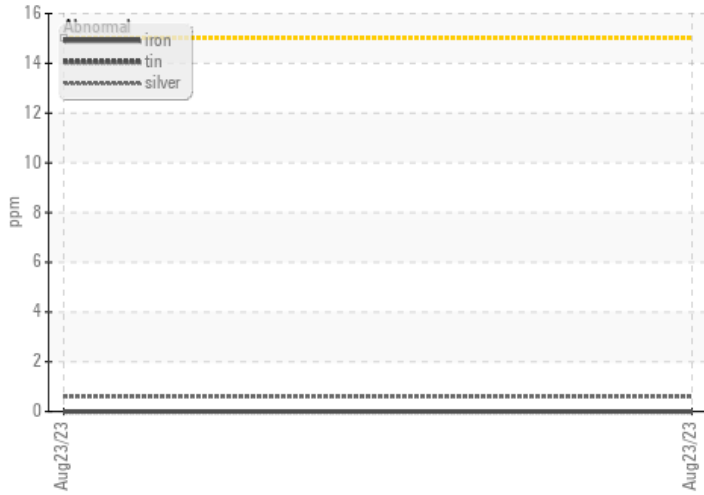 16
Abnormal
iron
tin
silver
14
12
10
8
6
4
2
0
ppm
Aug23/23
Aug23/23